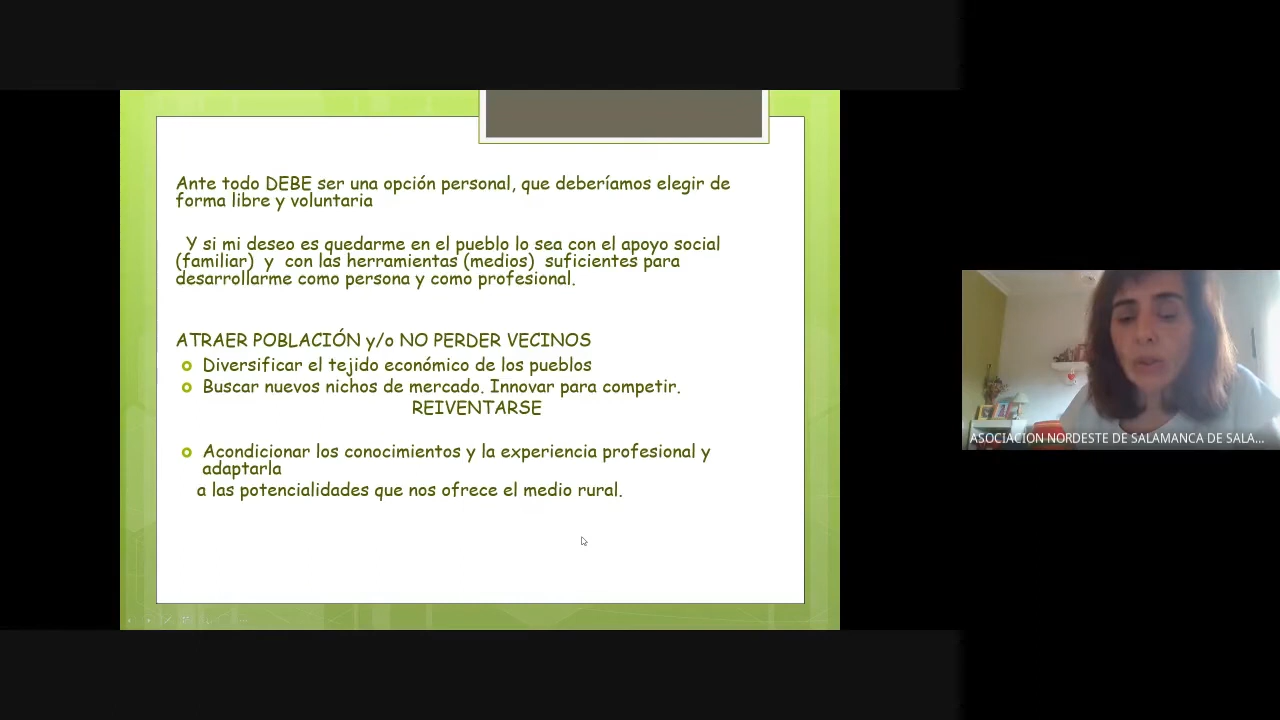 Ante todo DEBE ser una opción personal, que deberíamos elegir de
forma libre y voluntaria
Y si mi deseo es quedarme en el pueblo lo sea con el apoyo social
(familiar) y con las herramientas (medios) suficientes para
desarrollarme como persona y como profesional.
ATRAER POBLACIÓN y/o NO PERDER VECINOS
Diversificar el tejido económico de los pueblos
Buscar nuevos nichos de mercado. Innovar para competir.
REIVENTARSE
Acondicionar los conocimientos y la experiencia profesional y
adaptarla
a las potencialidades que nos ofrece el medio rural.
ASOCIACION NORDESTE DE SALAMANCA DE SALA...